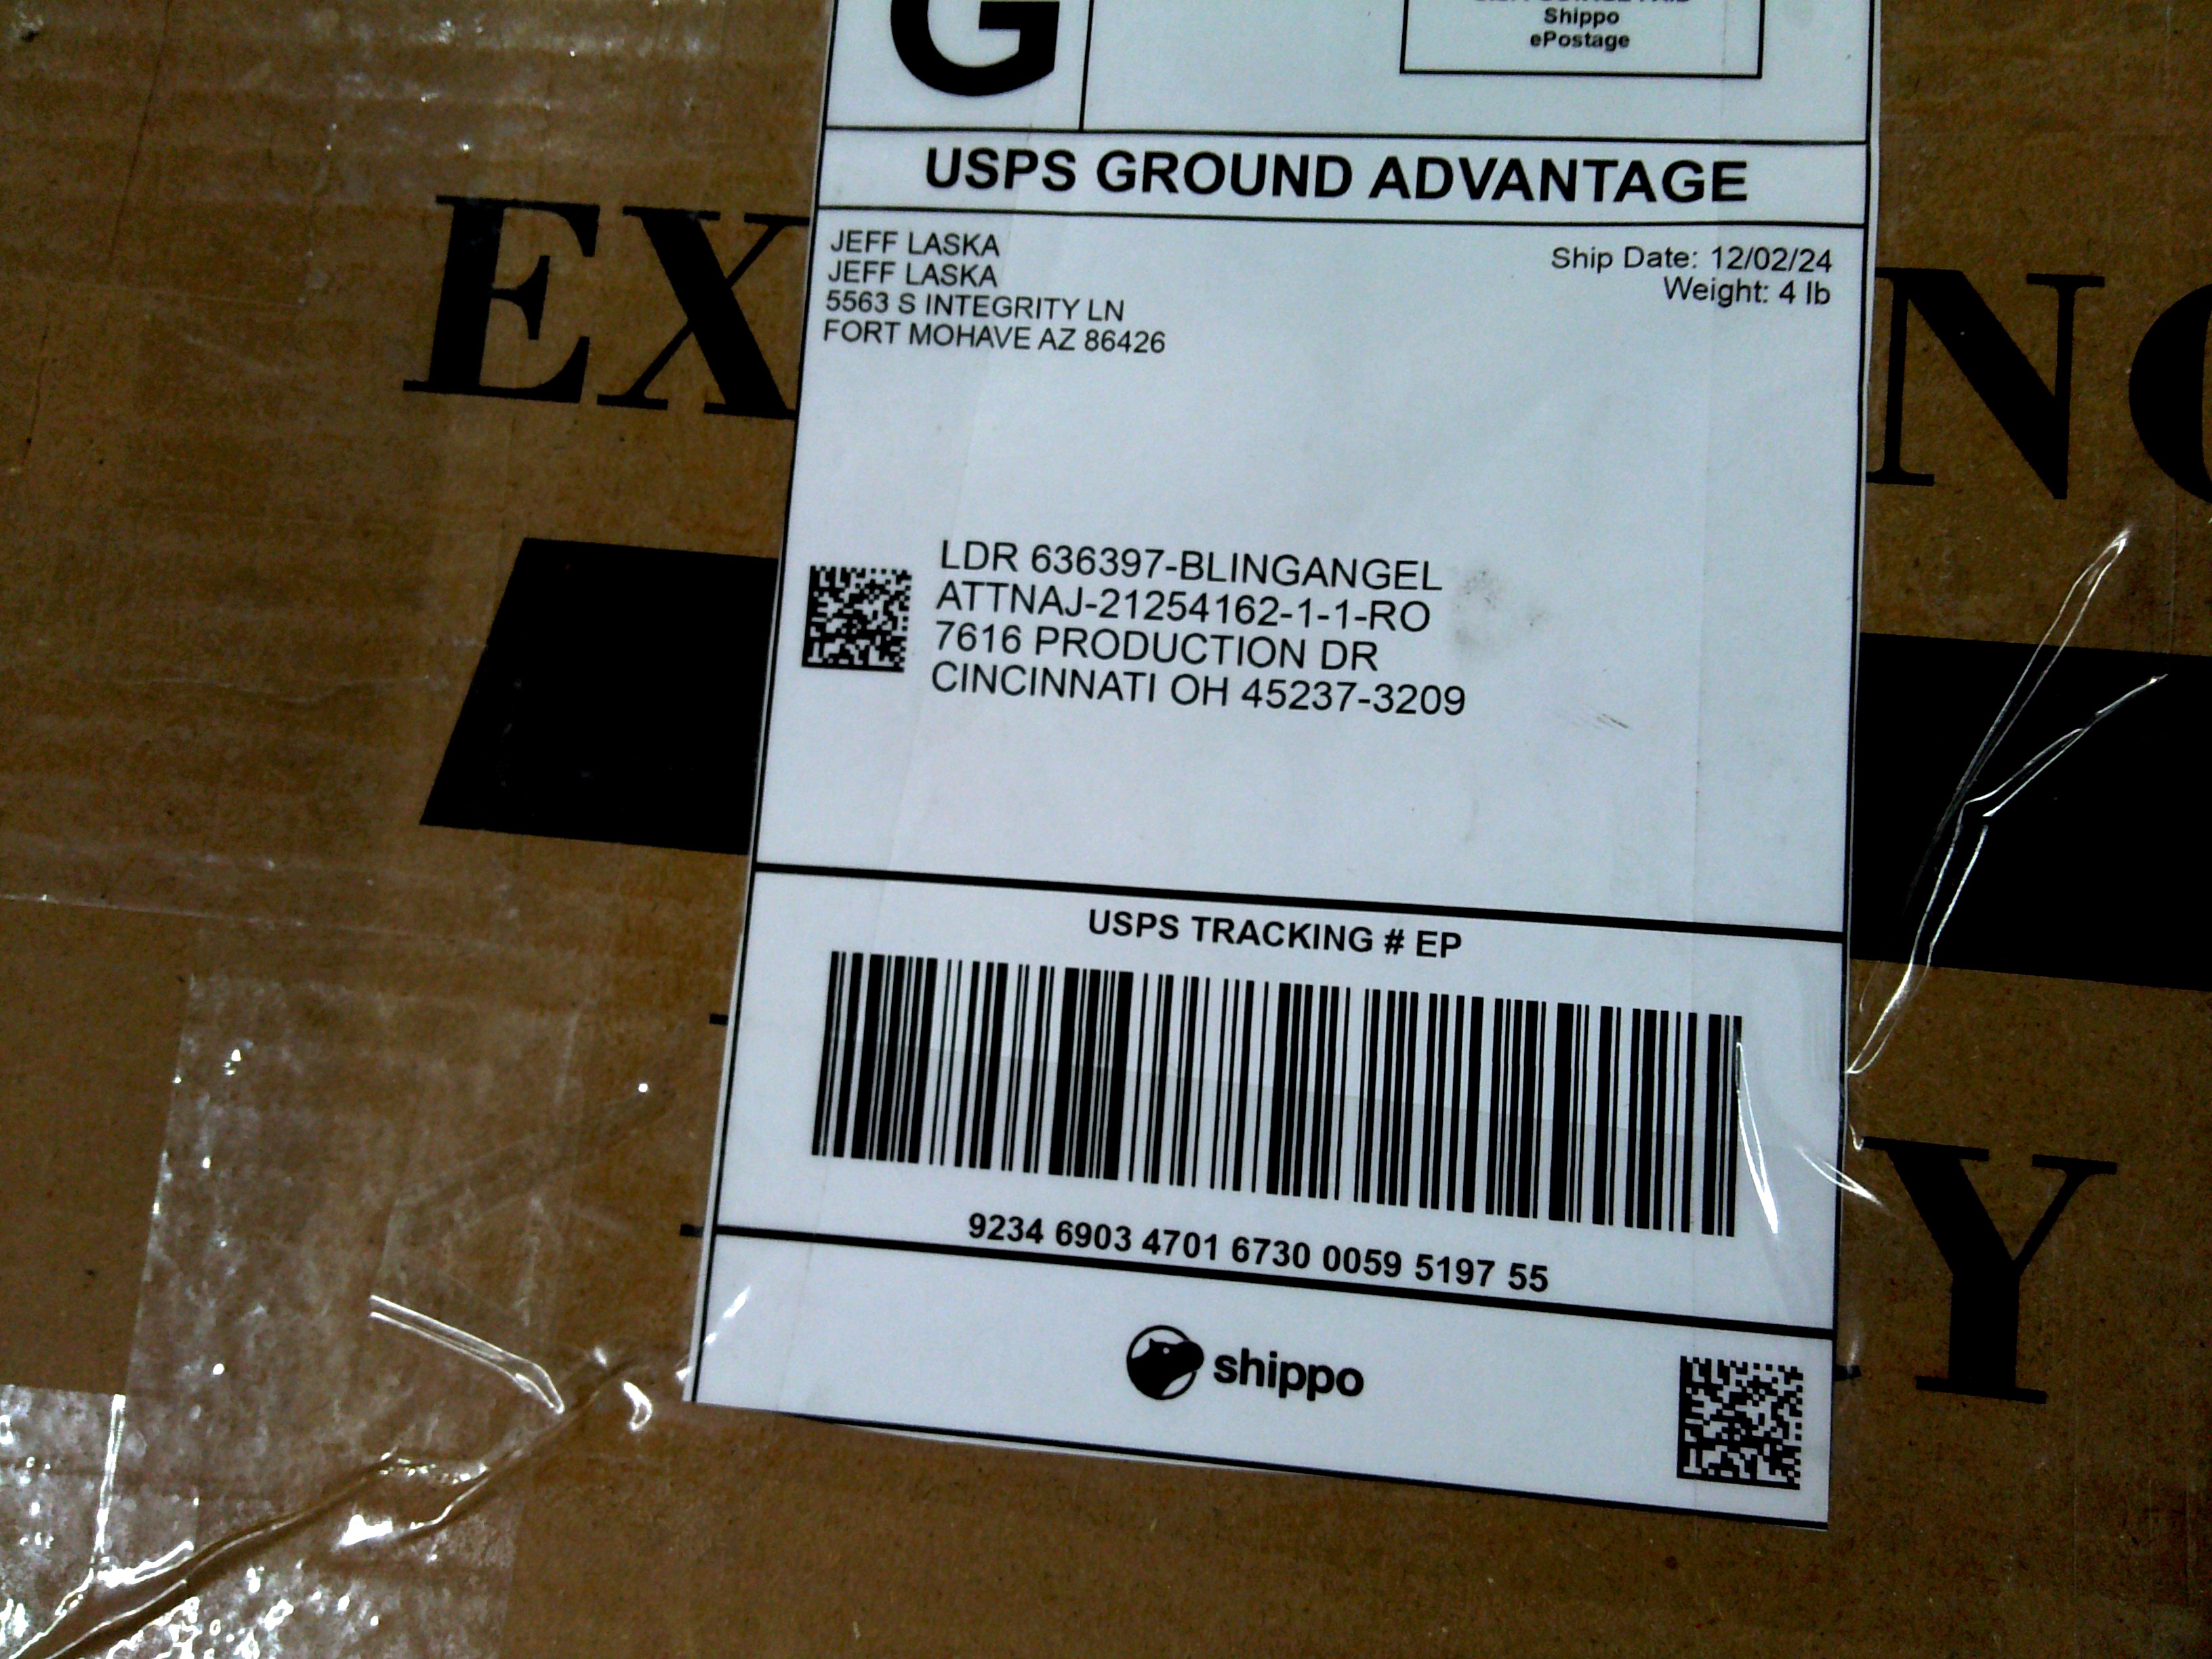 G
Shippo
ePostage
USPS GROUND ADVANTAGE
JEFF LASKA
JEFF LASKA
5563 S INTEGRITY LN
FORT MOHAVE AZ 86426
Ship Date: 12/02/24
Weight: 4 lb
EX
N
LDR 636397-BLINGANGEL
ATTNAJ-21254162-1-1-RO
7616 PRODUCTION DR
CINCINNATI OH 45237-3209
USPS TRACKING # EP
9234 6903 4701 6730 0059 5197 55
Y
shippo